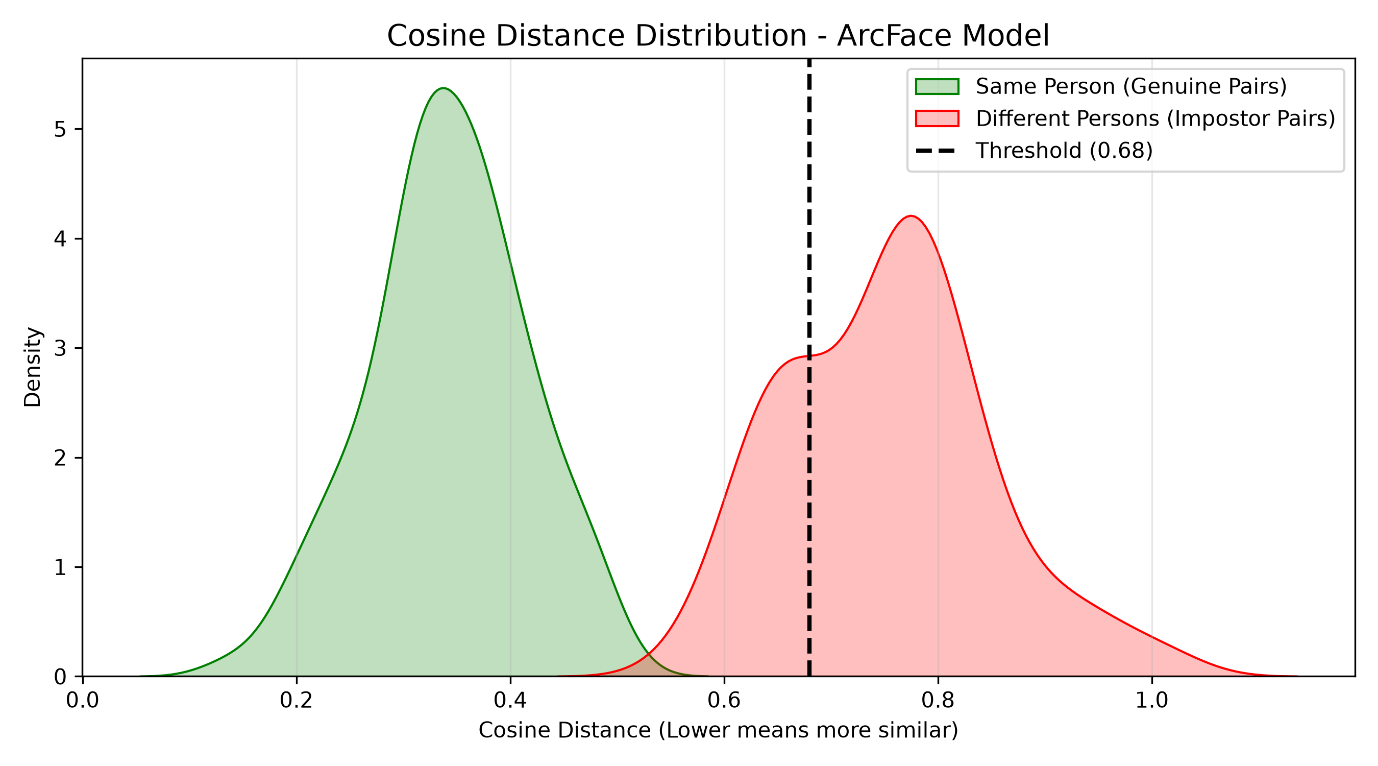 Cosine Distance Distribution - ArcFace Model
Same Person (Genuine Pairs)
Different Persons (Impostor Pairs)
Threshold (0.68)
Density
5
4
3
2
1
0
0.0 0.2 0.4 0.6 0.8 1.0
Cosine Distance (Lower means more similar)